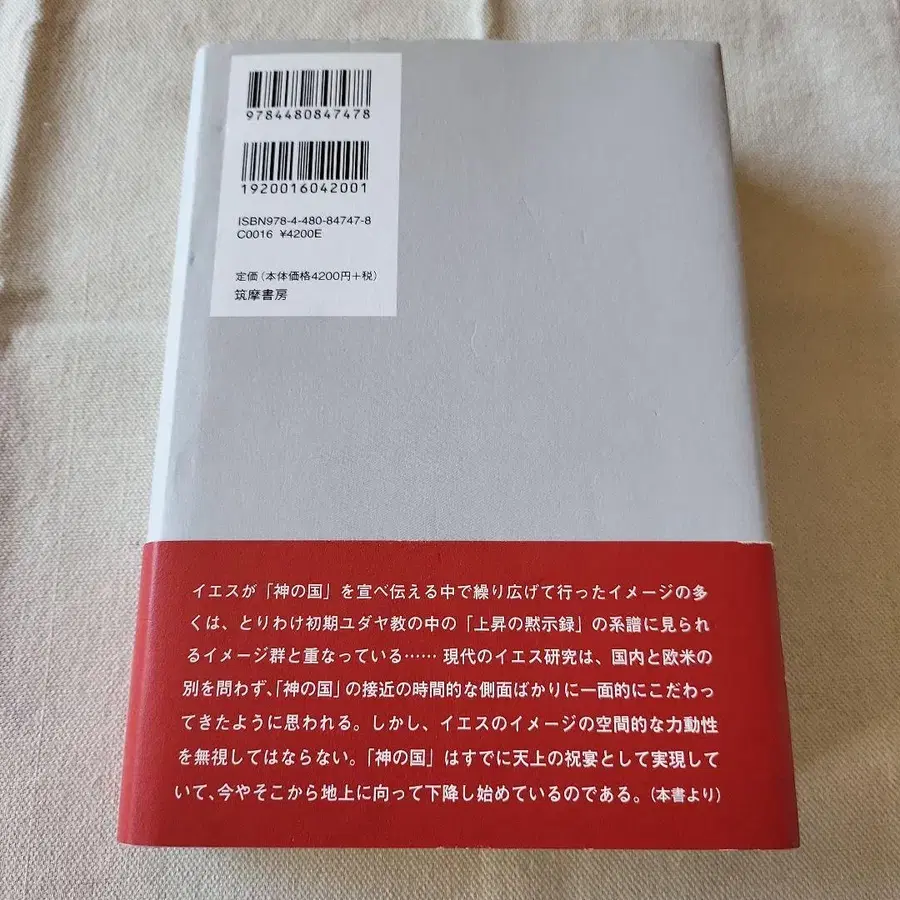 9784480847478
1920016042001
ISBN978-4-480-84747-8
C0016 ¥4200E
定価(本体価格4200円+税)
筑摩書房
イエスが「神の国」を宣べ伝える中で繰り広げて行ったイメージの多
くは、とりわけ初期ユダヤ教の中の「上昇の黙示録」の系譜に見られ
るイメージ群と重なっている…… 現代のイエス研究は、国内と欧米の
別を問わず、「神の国」の接近の時間的な側面ばかりに一面的にこだわっ
てきたように思われる。しかし、イエスのイメージの空間的な力動性
を無視してはならない。「神の国」はすでに天上の祝宴として実現して
いて、今やそこから地上に向って下降し始めているのである。(本書より)